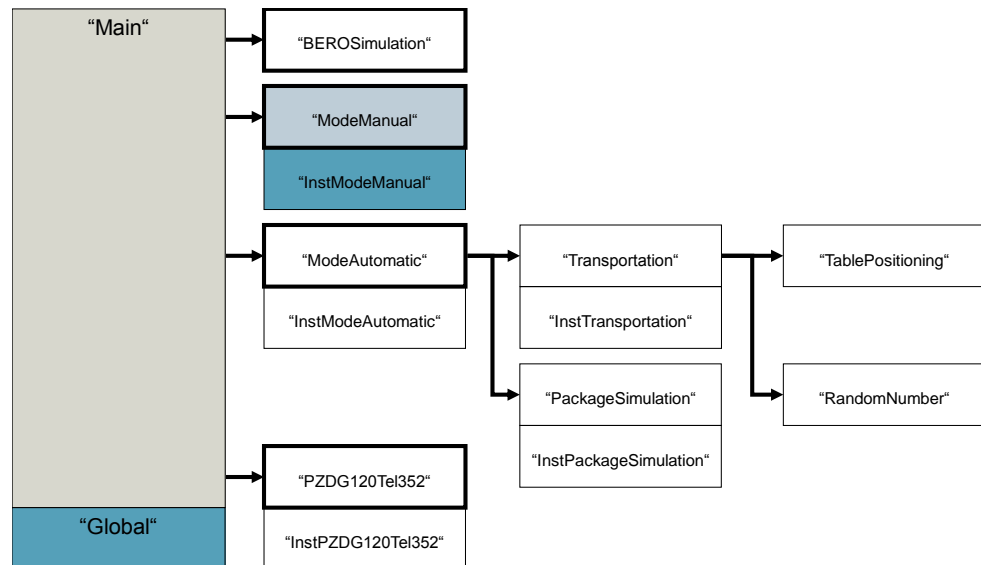 “Main“
“BEROSimulation“
“ModeManual“
“InstModeManual“
“ModeAutomatic“
“Transportation“
“TablePositioning“
“InstModeAutomatic“
“InstTransportation“
“PackageSimulation“
“RandomNumber“
“InstPackageSimulation“
“PZDG120Tel352“
“Global“
“InstPZDG120Tel352“